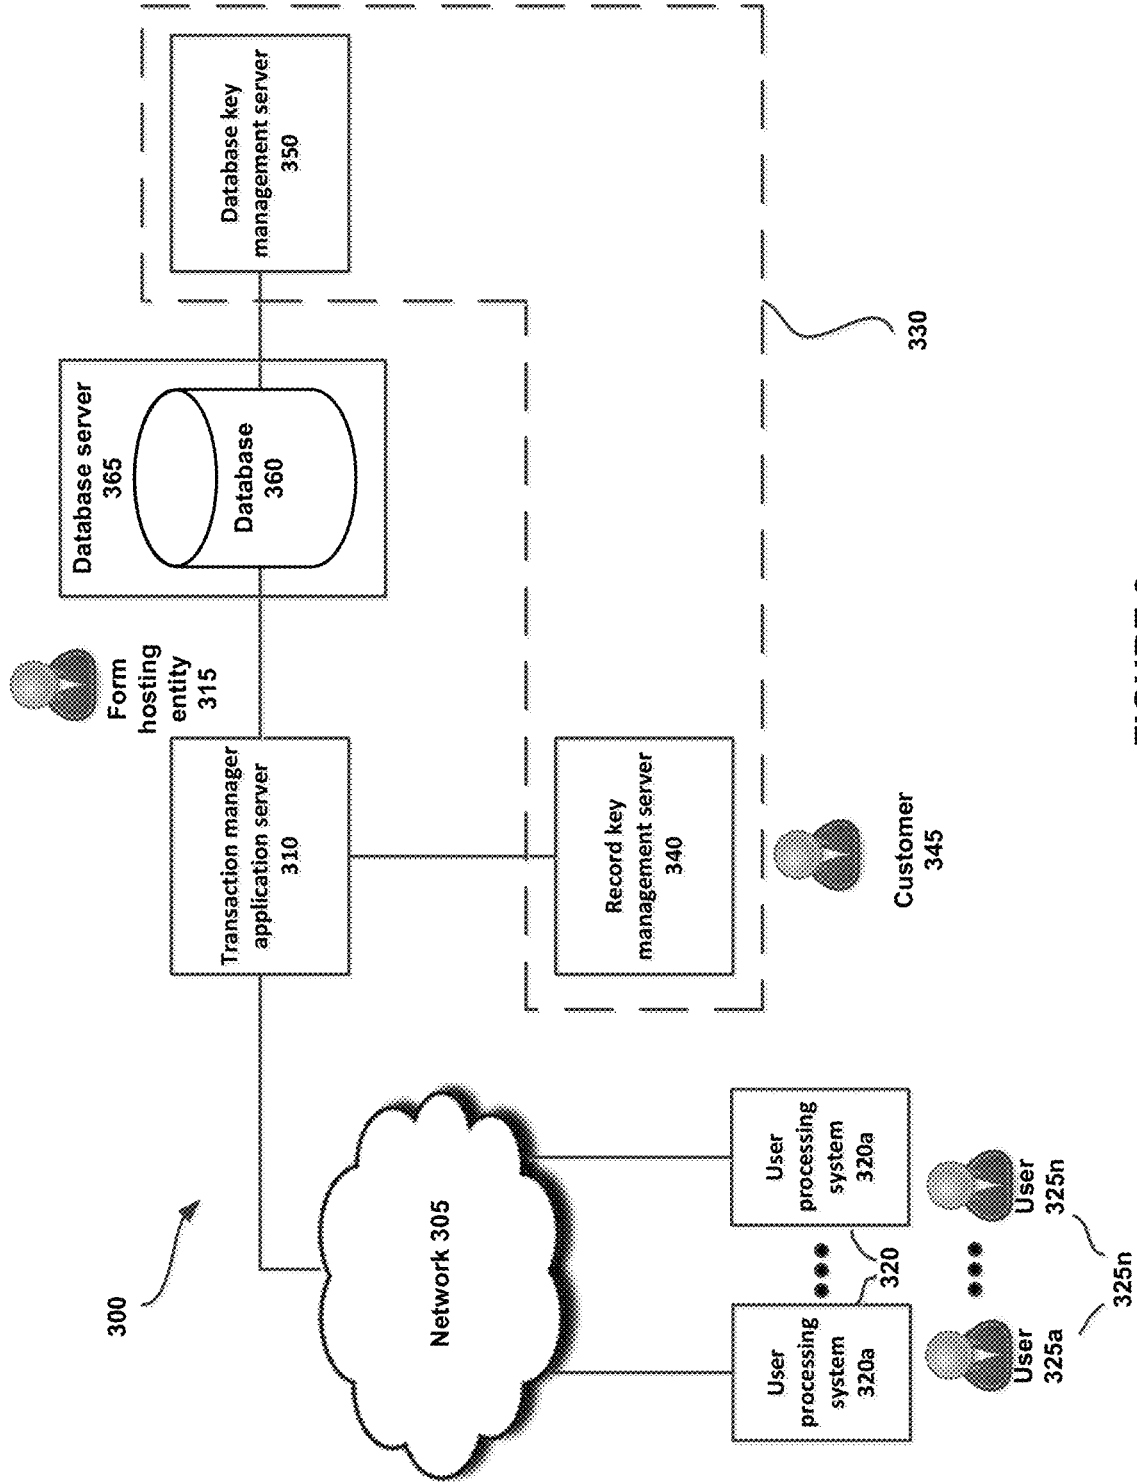 300
Network 305
User
processing
system
320a
User
processing
system
320a
320
User
325a
User
325n
325n
Transaction manager
application server
310
Form
hosting
entity
315
Database server
365
Database
360
Database key
management server
350
Record key
management server
340
Customer
345
330